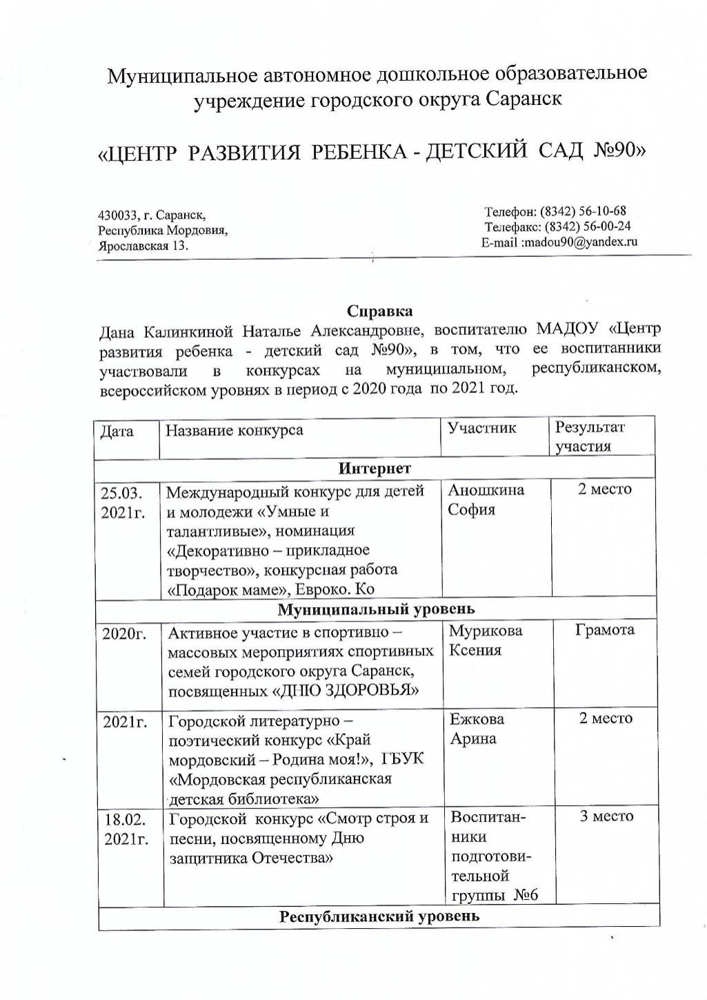 Муниципальное автономное дошкольное образовательное
учреждение городского округа Саранск
«ЦЕНТР РАЗВИТИЯ РЕБЕНКА - ДЕТСКИЙ САД №90»
430033, г. Саранск,
Республика Мордовия,
Ярославская 13.
Телефон: (8342) 56-10-68
Телефакс: (8342) 56-00-24
E-mail :madou90@yandex.ru
Справка
Дана Калинкиной Наталье Александровне, воспитателю МАДОУ «Центр
развития ребенка - детский сад №90», в том, что ее воспитанники
участвовали в конкурсах на муниципальном, республиканском,
всероссийском уровнях в период с 2020 года по 2021 год.
Дата
Название конкурса
Участник
Результат
участия
Интернет
25.03.
2021г.
Международный конкурс для детей
и молодежи «Умные и
талантливые», номинация
«Декоративно – прикладное
творчество», конкурсная работа
«Подарок маме», Евроко. Ко
Аношкина
София
2 место
Муниципальный уровень
2020г.
Активное участие в спортивно –
массовых мероприятиях спортивных
семей городского округа Саранск,
посвященных «ДНЮ ЗДОРОВЬЯ»
Мурикова
Ксения
Грамота
2021г.
Городской литературно –
поэтический конкурс «Край
мордовский – Родина моя!», ГБУК
«Мордовская республиканская
детская библиотека»
Ежкова
Арина
2 место
18.02.
2021г.
Городской конкурс «Смотр строя и
песни, посвященному Дню
защитника Отечества»
Воспитан-
ники
подготови-
тельной
группы №6
3 место
Республиканский уровень